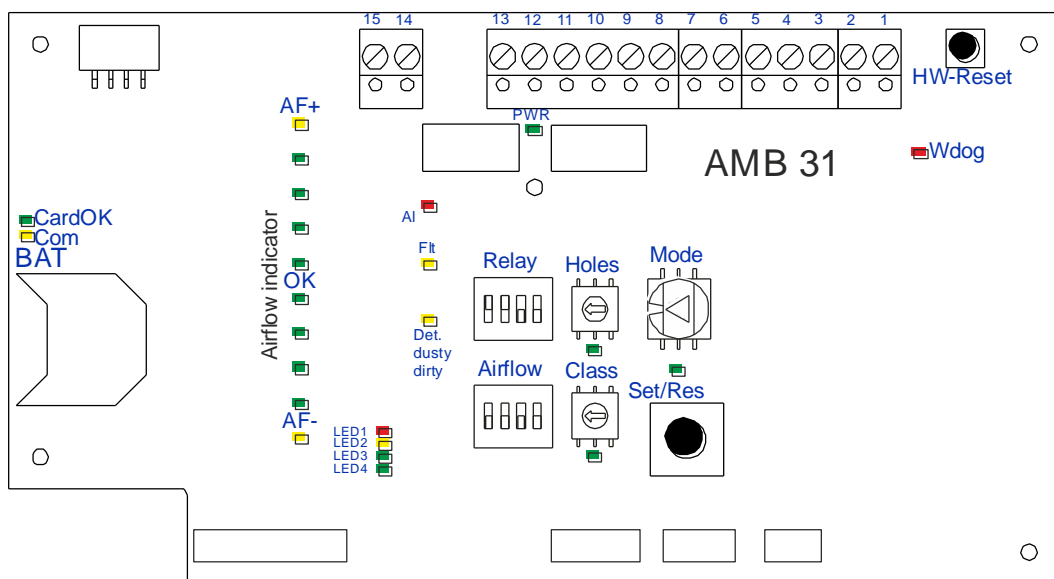 15 14 13 12 11 10 9 8 7 6 5 4 3 2 1
HW-Reset
AF+
PWR
AMB 31
Wdog
Al
CardOK
Com
BAT
Airflow indicator
OK
Flt
Relay
Holes
Mode
Det.
dusty
dirty
Airflow
Class
Set/Res
AF-
LED1
LED2
LED3
LED4